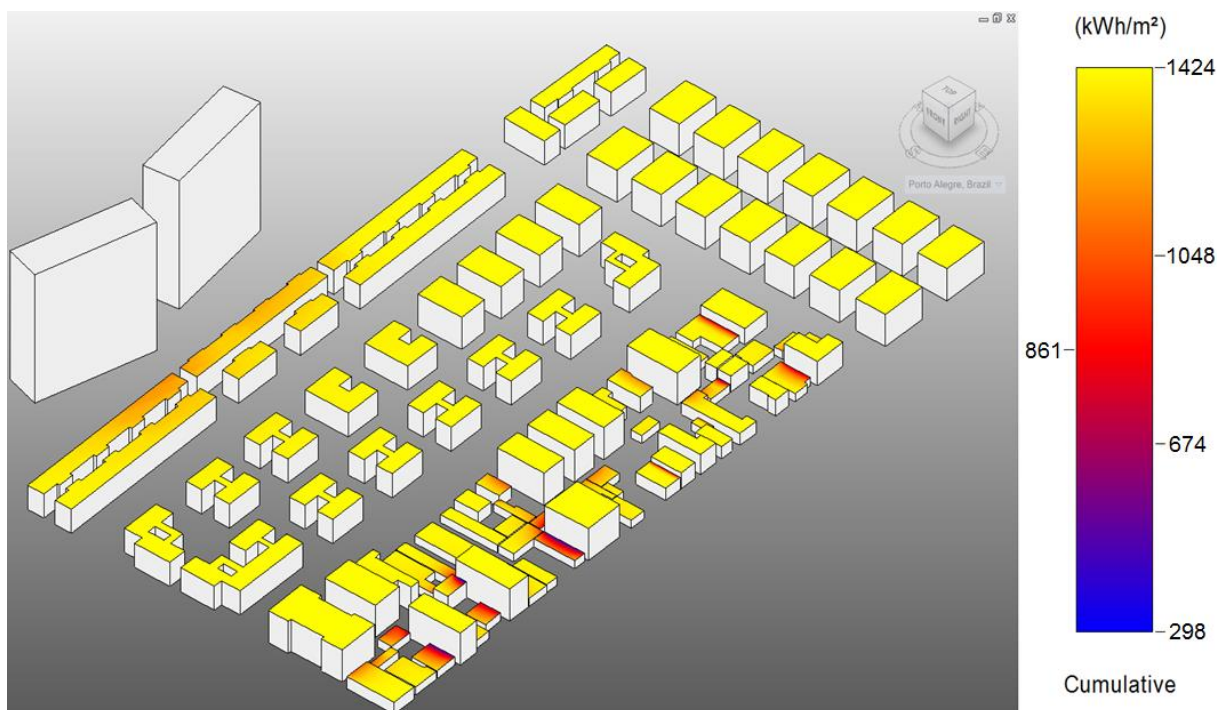 (kWh/m²)
1424
1048
861
674
298
Cumulative
TOP
FRONT
RIGHT
Porto Alegre, Brazil